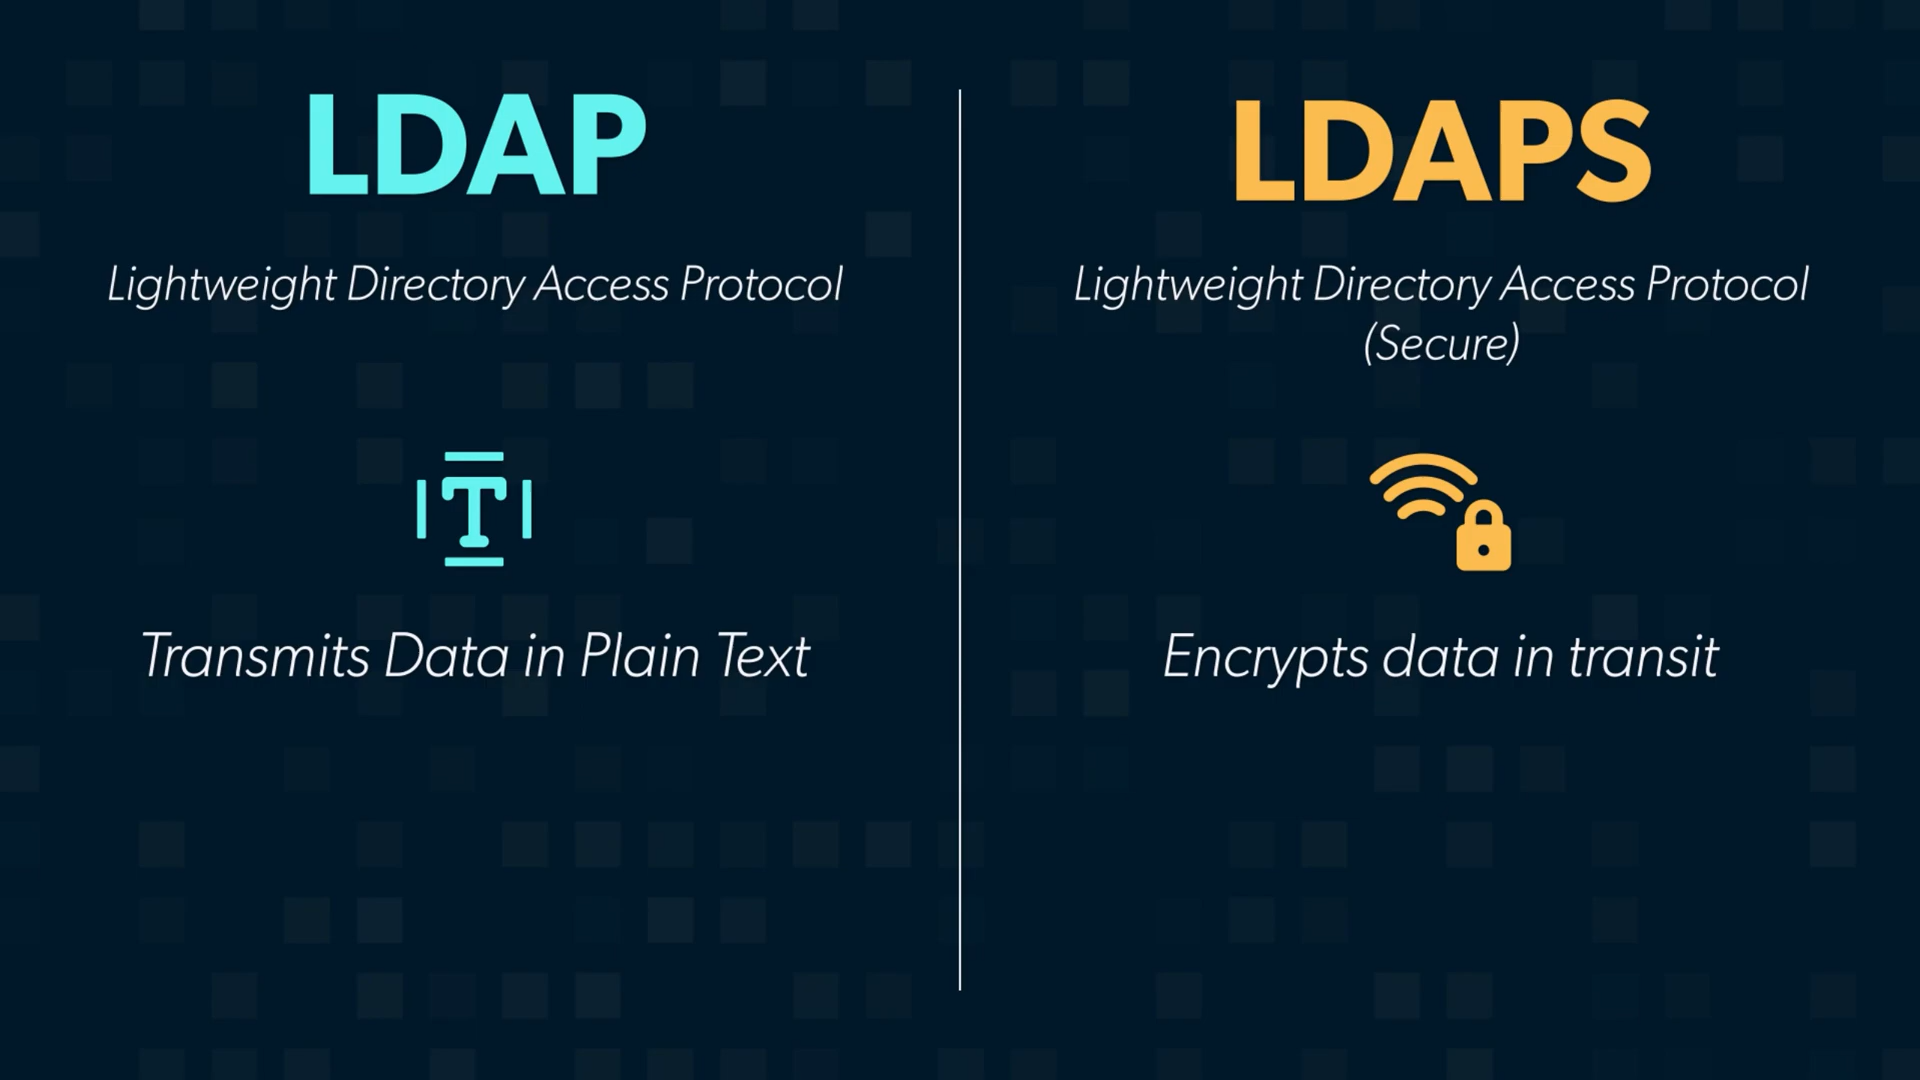 LDAP
Lightweight Directory Access Protocol
T
Transmits Data in Plain Text
LDAPS
Lightweight Directory Access Protocol
(Secure)
Encrypts data in transit